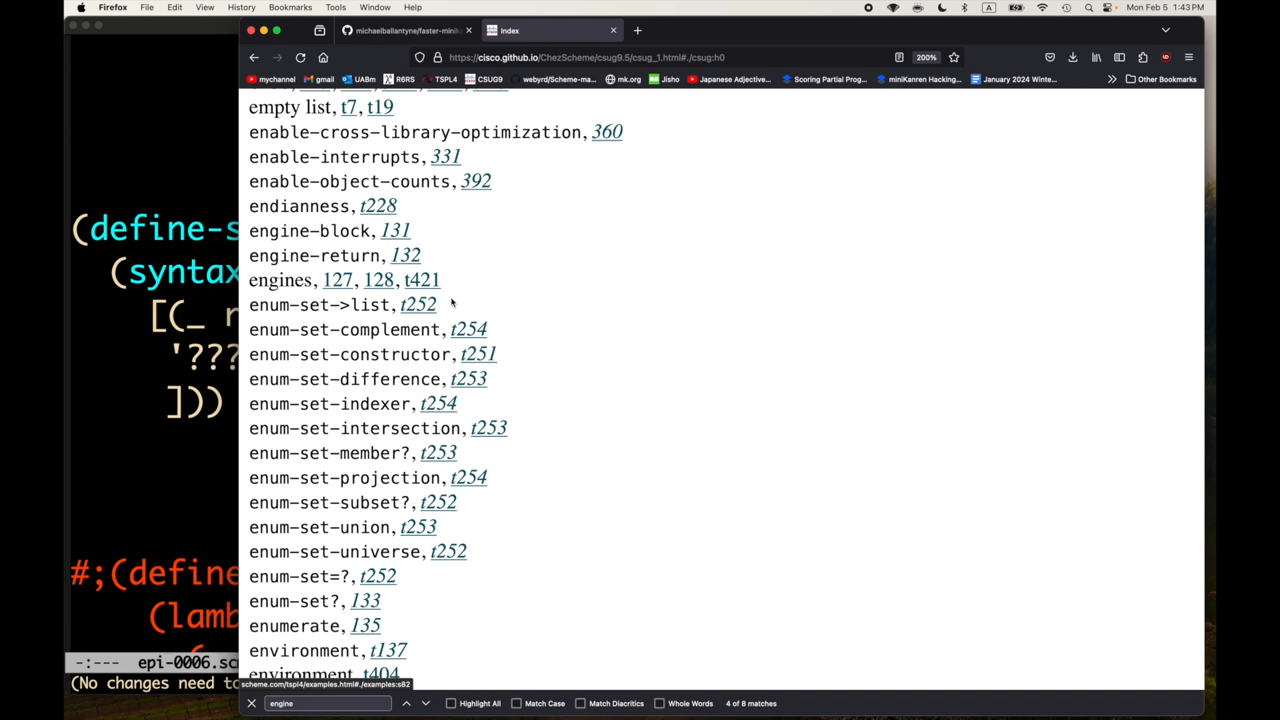 Firefox File Edit View History Bookmarks Tools Window Help A Mon Feb 5 1:43 PM
michaelballantyne/faster-minik Index
https://cisco.github.io/ChezScheme/csug9.5/csug_1.html#./csug:h0 200%
mychannel gmail UABm R6RS TSPL4 CSUG9 webyrd/Scheme-ma... mk.org Jisho Japanese Adjective... Scoring Partial Prog... miniKanren Hacking... January 2024 Winte... Other Bookmarks
empty list, t7, t19
enable-cross-library-optimization, 360
enable-interrupts, 331
enable-object-counts, 392
endianness, t228
engine-block, 131
engine-return, 132
engines, 127, 128, t421
enum-set->list, t252
enum-set-complement, t254
enum-set-constructor, t251
enum-set-difference, t253
enum-set-indexer, t254
enum-set-intersection, t253
enum-set-member?, t253
enum-set-projection, t254
enum-set-subset?, t252
enum-set-union, t253
enum-set-universe, t252
enum-set=?, t252
enum-set?, 133
enumerate, 135
environment, t137
environment, t404
scheme.com/tspl4/examples.html#./examples:s82
engine Highlight All Match Case Match Diacritics Whole Words 4 of 8 matches
(define-s
(syntax
[(_ r
'???
]))
#;(define
(lamb
-:--- epi-0006.sc
(No changes need to